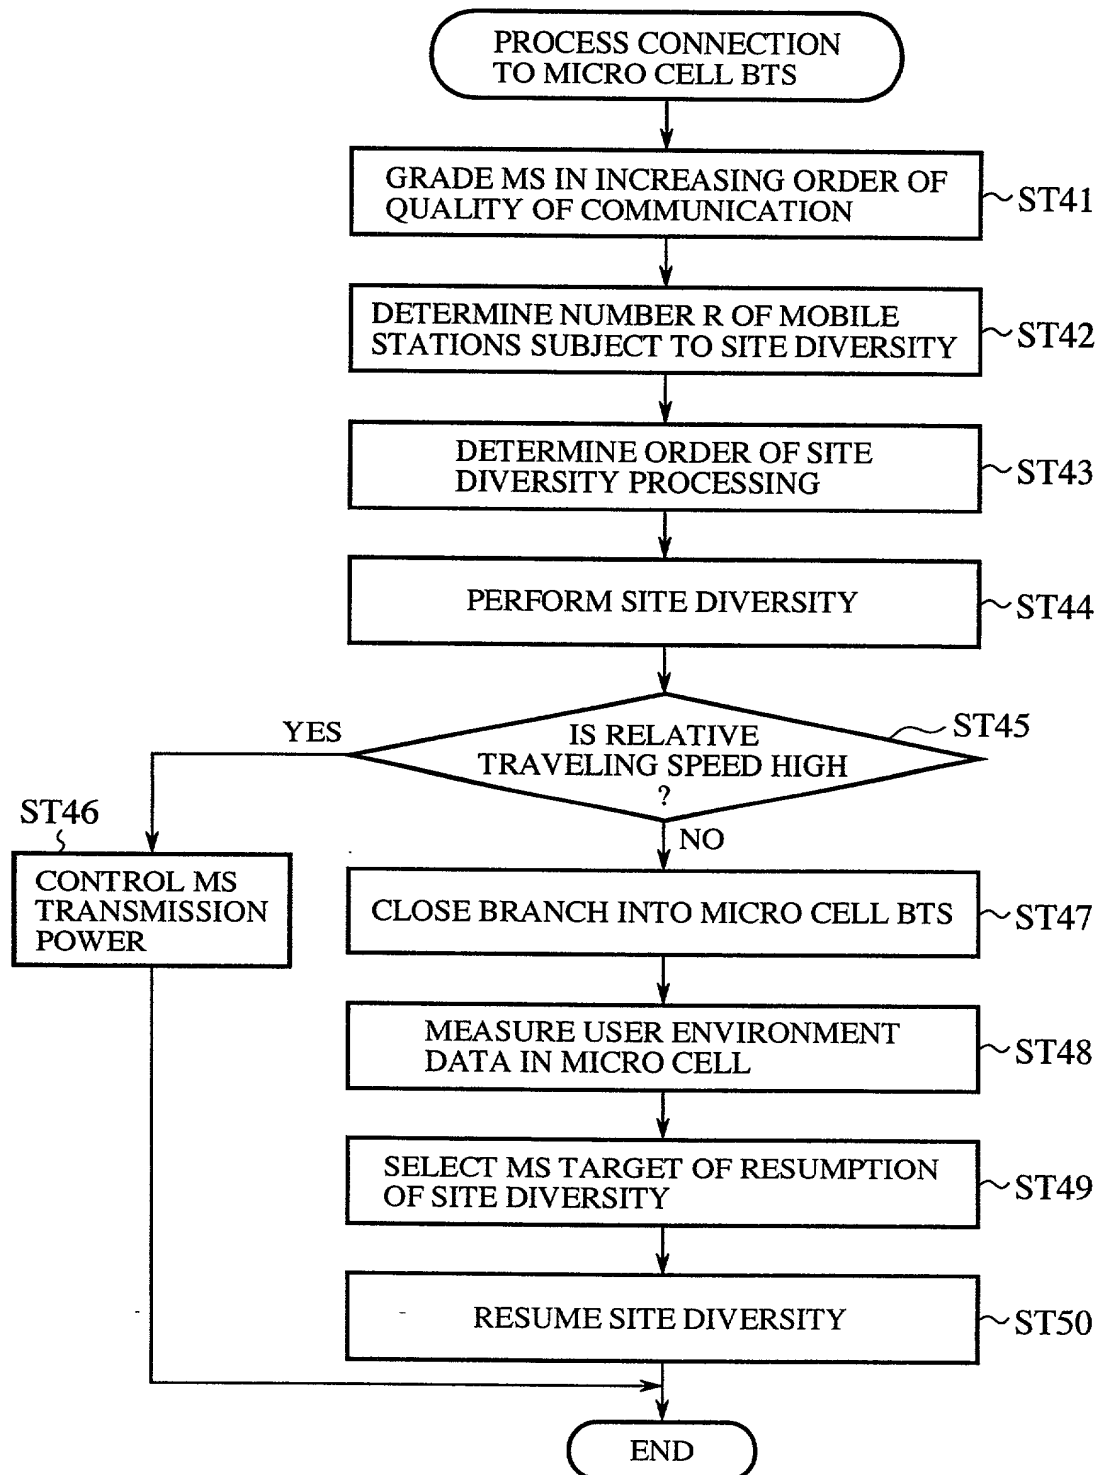 PROCESS CONNECTION
TO MICRO CELL BTS
GRADE MS IN INCREASING ORDER OF
QUALITY OF COMMUNICATION
ST41
DETERMINE NUMBER R OF MOBILE
STATIONS SUBJECT TO SITE DIVERSITY
ST42
DETERMINE ORDER OF SITE
DIVERSITY PROCESSING
ST43
PERFORM SITE DIVERSITY
ST44
YES
IS RELATIVE
TRAVELING SPEED HIGH
?
ST45
NO
ST46
CONTROL MS
TRANSMISSION
POWER
CLOSE BRANCH INTO MICRO CELL BTS
ST47
MEASURE USER ENVIRONMENT
DATA IN MICRO CELL
ST48
SELECT MS TARGET OF RESUMPTION
OF SITE DIVERSITY
ST49
RESUME SITE DIVERSITY
ST50
END